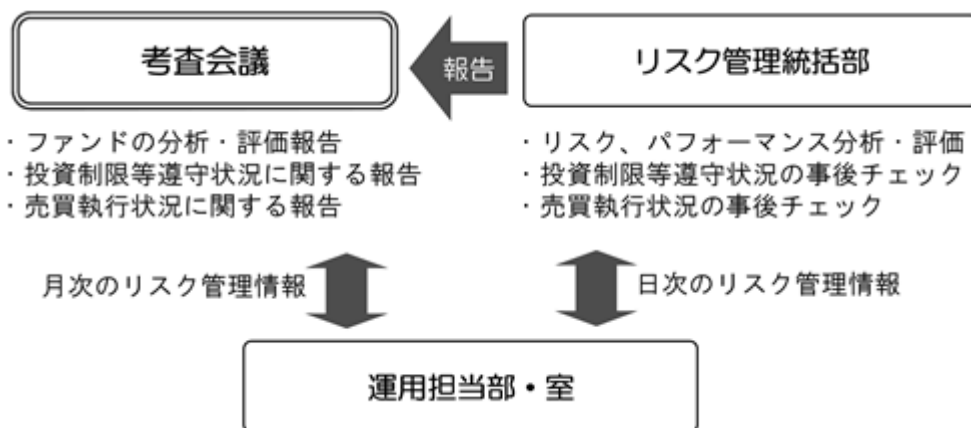 考査会議
報告
リスク管理統括部
・ファンドの分析・評価報告
・投資制限等遵守状況に関する報告
・売買執行状況に関する報告
・リスク、パフォーマンス分析・評価
・投資制限等遵守状況の事後チェック
・売買執行状況の事後チェック
月次のリスク管理情報
日次のリスク管理情報
運用担当部・室